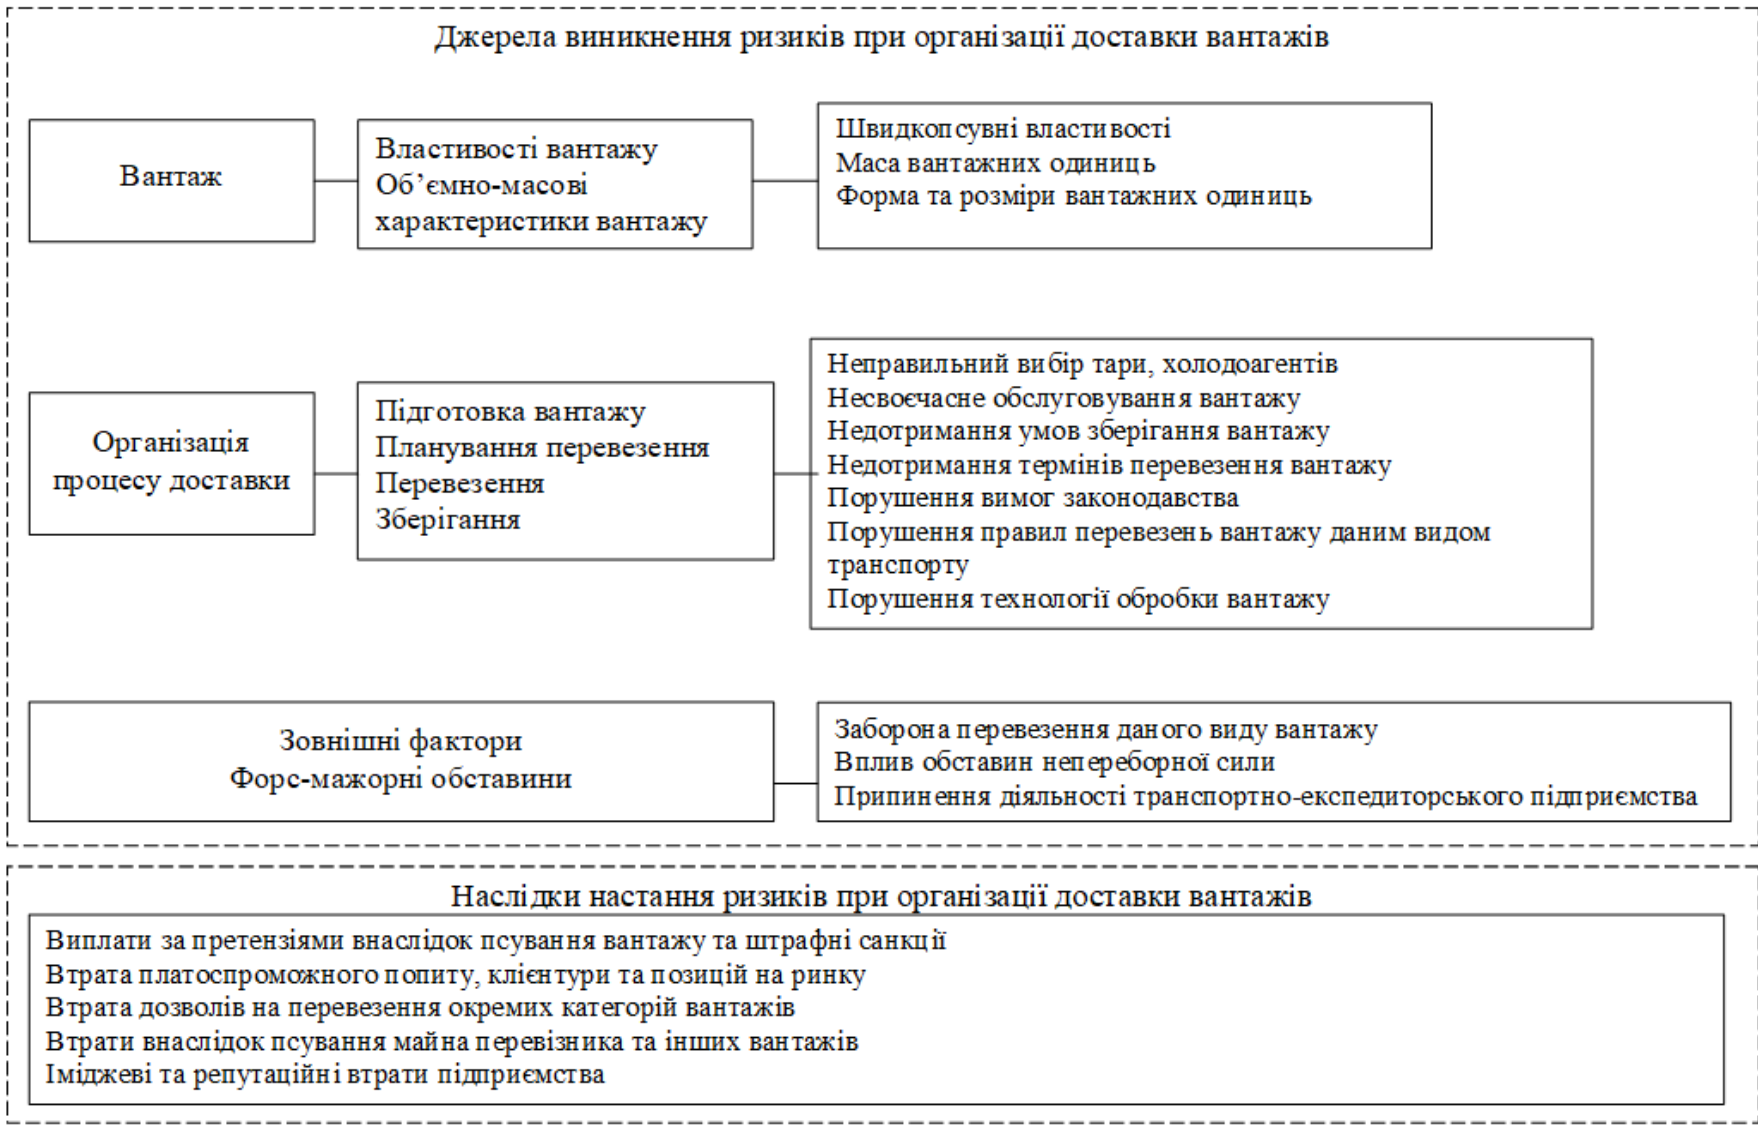 Джерела виникнення ризиків при організації доставки вантажів
Вантаж
Властивості вантажу
Об’ємно-масові
характеристики вантажу
Швидкопсувні властивості
Маса вантажних одиниць
Форма та розміри вантажних одиниць
Організація
процесу доставки
Підготовка вантажу
Планування перевезення
Перевезення
Зберігання
Неправильний вибір тари, холодоагентів
Несвоєчасне обслуговування вантажу
Недотримання умов зберігання вантажу
Недотримання термінів перевезення вантажу
Порушення вимог законодавства
Порушення правил перевезень вантажу даним видом
транспорту
Порушення технології обробки вантажу
Зовнішні фактори
Форс-мажорні обставини
Заборона перевезення даного виду вантажу
Вплив обставин непереборної сили
Припинення діяльності транспортно-експедиторського підприємства
Наслідки настання ризиків при організації доставки вантажів
Виплати за претензіями внаслідок псування вантажу та штрафні санкції
Втрата платоспроможного попиту, клієнтури та позицій на ринку
Втрата дозволів на перевезення окремих категорій вантажів
Втрати внаслідок псування майна перевізника та інших вантажів
Іміджеві та репутаційні втрати підприємства